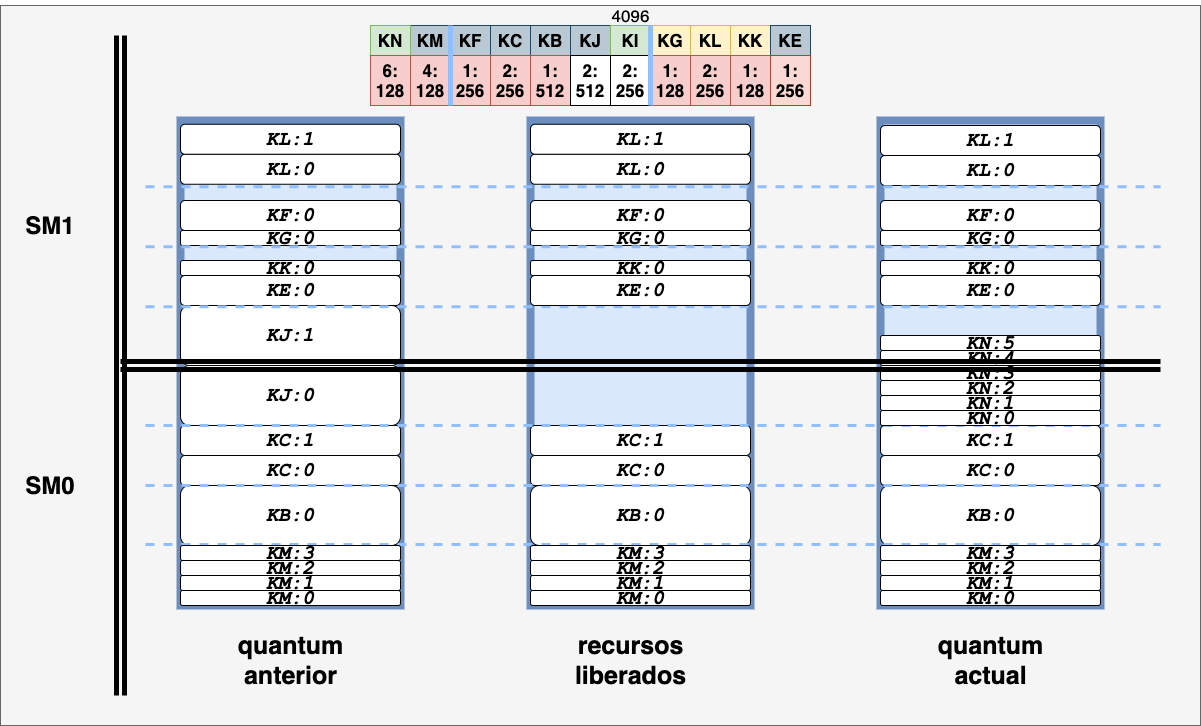 4096
KN KM KF KC KB KJ KI KG KL KK KE
6: 4: 1: 2: 1: 2: 2: 1: 2: 1: 1:
128 128 256 256 512 512 256 128 256 128 256
KL:1 KL:1 KL:1
KL:0 KL:0 KL:0
SM1
KF:0 KF:0 KF:0
KG:0 KG:0 KG:0
KK:0 KK:0 KK:0
KE:0 KE:0 KE:0
KJ:1
KN:5
KN:4
KN:3
KN:2
KJ:0
KN:1
KN:0
KC:1 KC:1 KC:1
KC:0 KC:0 KC:0
SM0
KB:0 KB:0 KB:0
KM:3 KM:3 KM:3
KM:2 KM:2 KM:2
KM:1 KM:1 KM:1
KM:0 KM:0 KM:0
quantum recursos quantum
anterior liberados actual